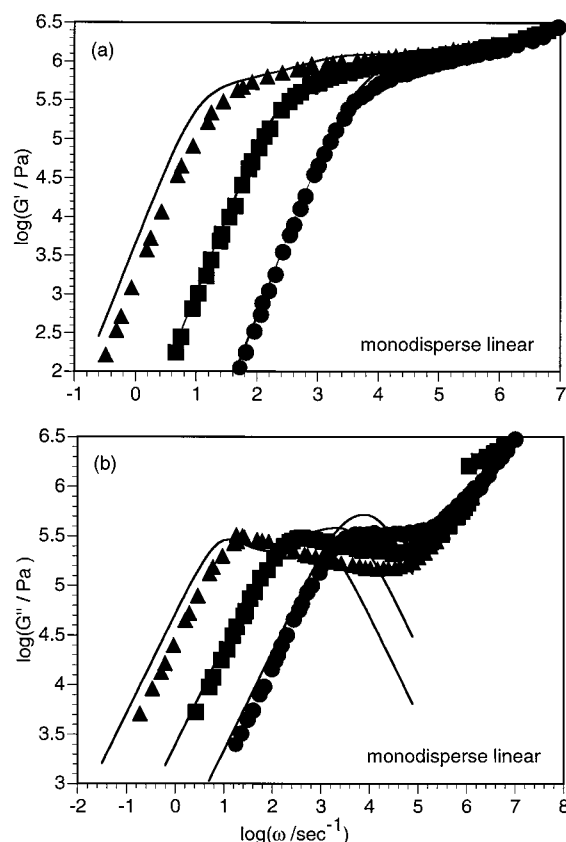 6.5
(a)
6
5.5
5
4.5
4
3.5
3
2.5
2
log(G' / Pa)
monodisperse linear
-1 0 1 2 3 4 5 6 7
6.5
(b)
6
5.5
5
4.5
4
3.5
3
log(G'' / Pa)
monodisperse linear
-2 -1 0 1 2 3 4 5 6 7 8
log(ω /sec⁻¹)